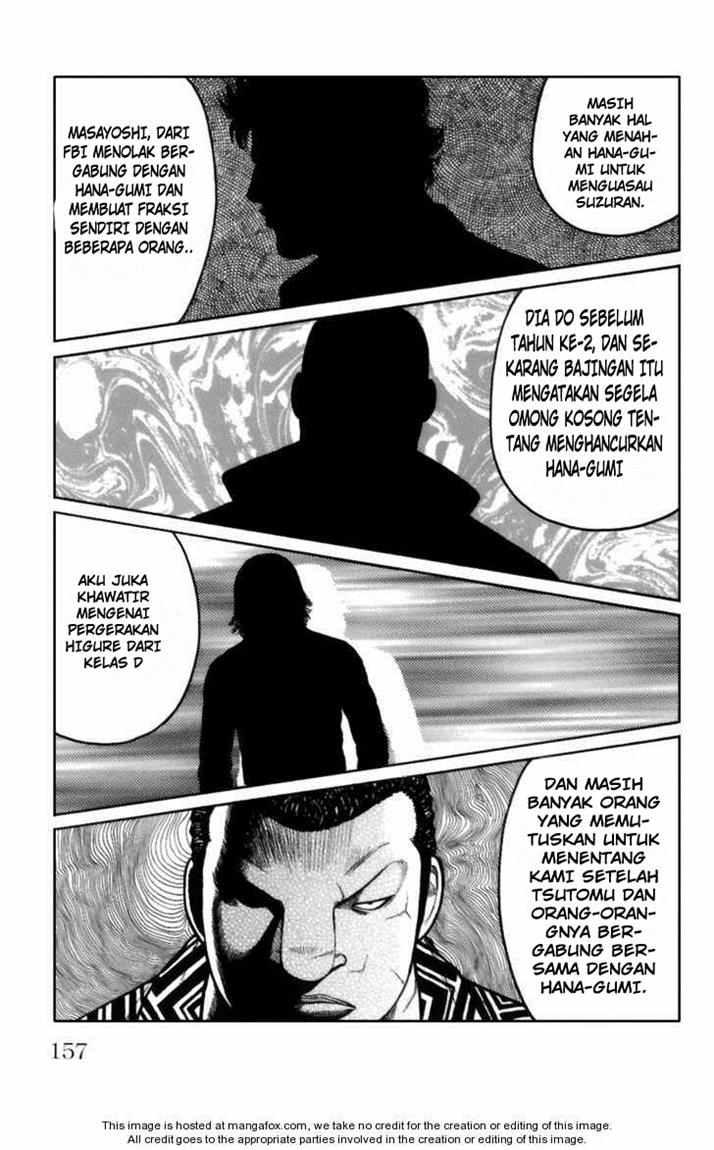 MASIH
BANYAK HAL
YANG MENAH-
AN HANA-GU-
MI UNTUK
MENGUASAU
SUZURAN.
MASAYOSHI, DARI
FBI MENOLAK BER-
GABUNG DENGAN
HANA-GUMI DAN
MEMBUAT FRAKSI
SENDIRI DENGAN
BEBERAPA ORANG..
DIA DO SEBELUM
TAHUN KE-2, DAN SE-
KARANG BAJINGAN ITU
MENGATAKAN SEGELA
OMONG KOSONG TEN-
TANG MENGHANCURKAN
HANA-GUMI
AKU JUKA
KHAWATIR
MENGENAI
PERGERAKAN
HIGURE DARI
KELAS D
DAN MASIH
BANYAK ORANG
YANG MEMU-
TUSKAN UNTUK
MENENTANG
KAMI SETELAH
TSUTOMU DAN
ORANG-ORAN-
GNYA BER-
GABUNG BER-
SAMA DENGAN
HANA-GUMI.
157
This image is hosted at mangafox.com, we take no credit for the creation or editing of this image.
All credit goes to the appropriate parties involved in the creation or editing of this image.